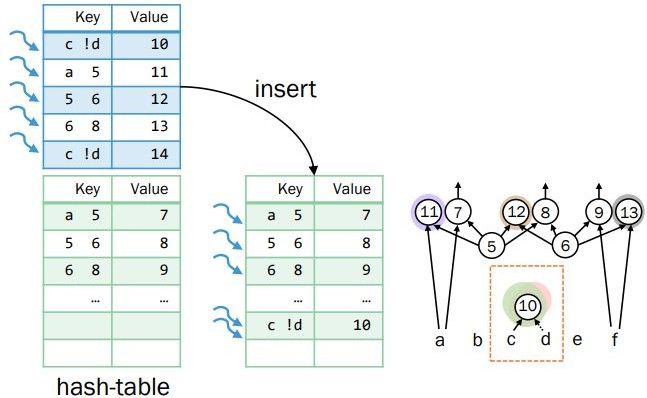 Key Value
c !d 10
a 5 11
5 6 12
6 8 13
c !d 14
insert
Key Value
a 5 7
5 6 8
6 8 9
… …
hash-table
Key Value
a 5 7
5 6 8
6 8 9
… …
c !d 10
11 7 12 8 9 13
5 6
10
a b c d e f